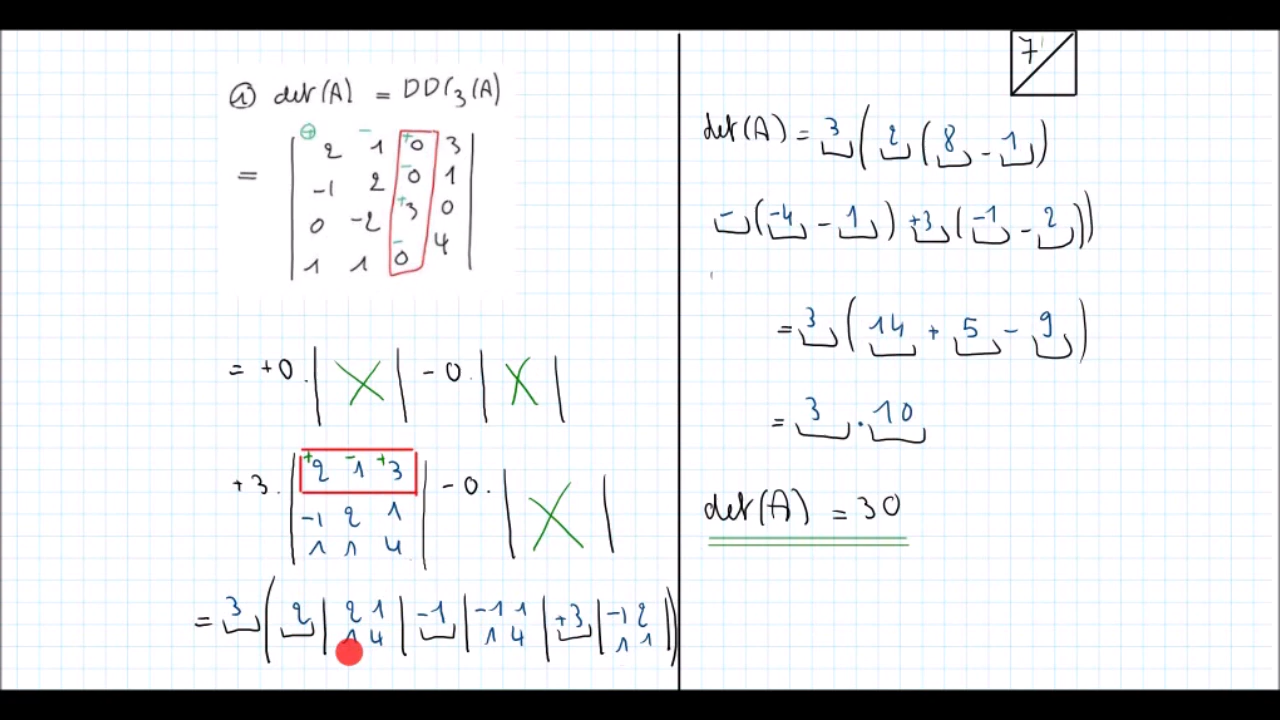 ① det(A) = DDC₃(A)
= | 2 1 0 3 |
| -1 2 0 1 |
| 0 -2 3 0 |
| 1 1 0 4 |
= +0 . | X | - 0 . | X |
+3 . | 2 1 3 | - 0 . | X |
| -1 2 1 |
| 1 1 4 |
= 3 ( 2 | 2 1 | -1 | -1 1 | +3 | -1 2 | )
| 1 4 | | 1 4 | | 1 1 |
7
det(A) = 3 ( 2 ( 8 - 1 )
- ( -4 - 1 ) +3 ( -1 - 2 ))
= 3 ( 14 + 5 - 9 )
= 3 . 10
det(A) = 30